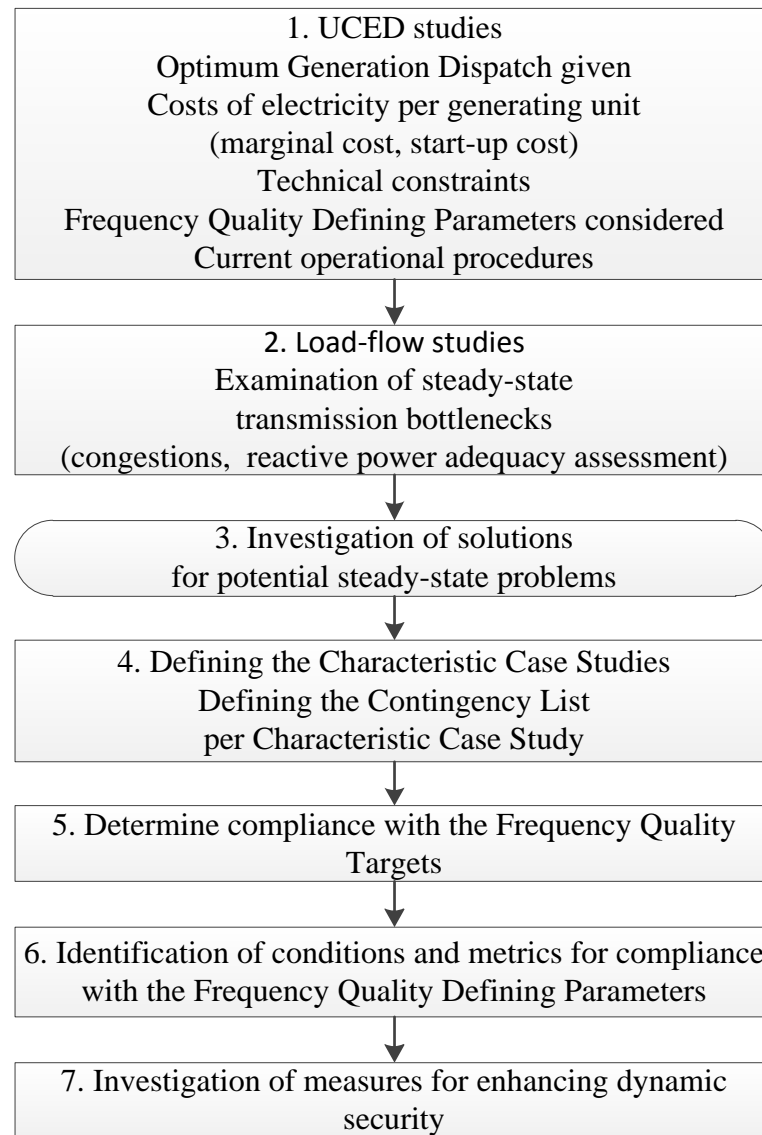 1. UCED studies
Optimum Generation Dispatch given
Costs of electricity per generating unit
(marginal cost, start-up cost)
Technical constraints
Frequency Quality Defining Parameters considered
Current operational procedures
2. Load-flow studies
Examination of steady-state
transmission bottlenecks
(congestions, reactive power adequacy assessment)
3. Investigation of solutions
for potential steady-state problems
4. Defining the Characteristic Case Studies
Defining the Contingency List
per Characteristic Case Study
5. Determine compliance with the Frequency Quality
Targets
6. Identification of conditions and metrics for compliance
with the Frequency Quality Defining Parameters
7. Investigation of measures for enhancing dynamic
security